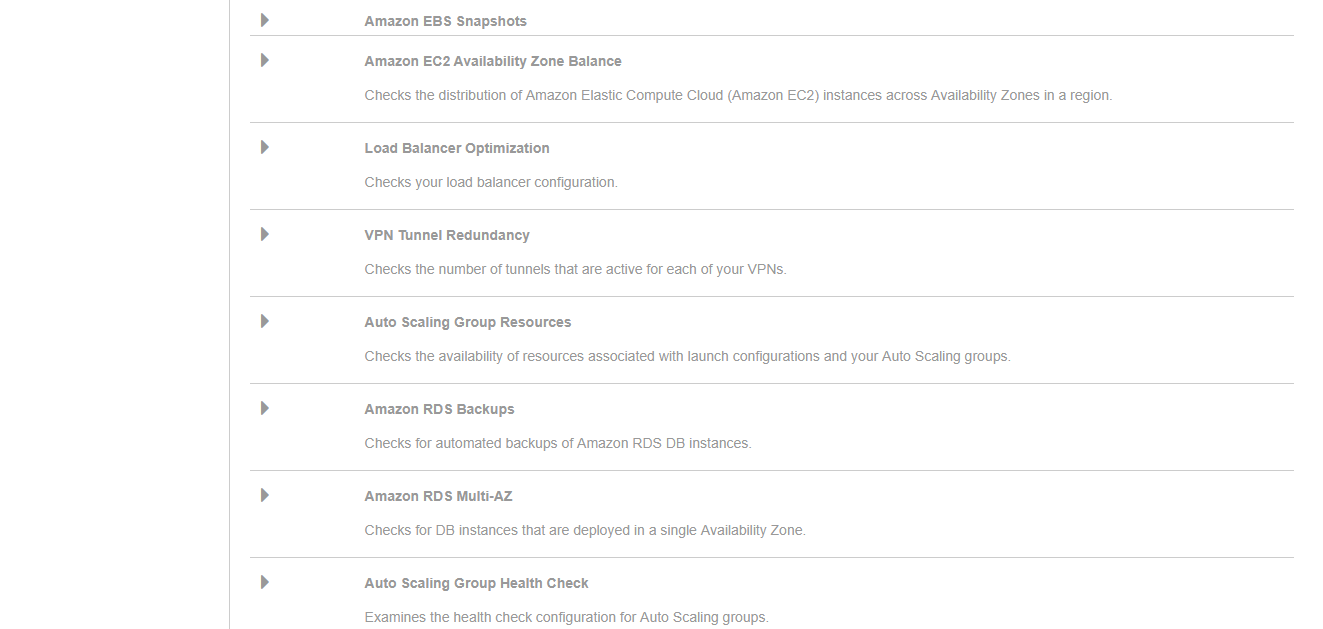 Amazon EBS Snapshots
Amazon EC2 Availability Zone Balance
Checks the distribution of Amazon Elastic Compute Cloud (Amazon EC2) instances across Availability Zones in a region.
Load Balancer Optimization
Checks your load balancer configuration.
VPN Tunnel Redundancy
Checks the number of tunnels that are active for each of your VPNs.
Auto Scaling Group Resources
Checks the availability of resources associated with launch configurations and your Auto Scaling groups.
Amazon RDS Backups
Checks for automated backups of Amazon RDS DB instances.
Amazon RDS Multi-AZ
Checks for DB instances that are deployed in a single Availability Zone.
Auto Scaling Group Health Check
Examines the health check configuration for Auto Scaling groups.